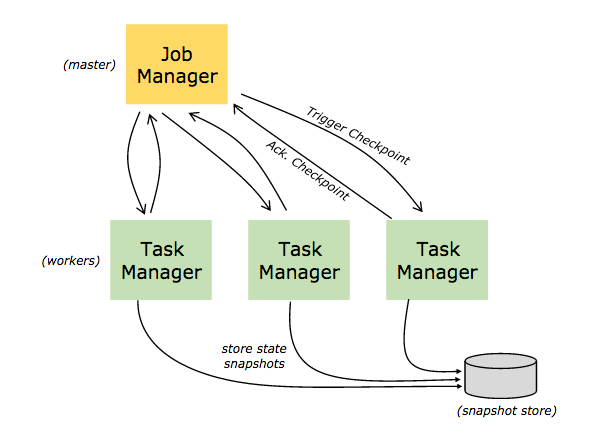 Job
Manager
(master)
Trigger Checkpoint
Ack. Checkpoint
Task
Manager
Task
Manager
Task
Manager
(workers)
store state
snapshots
(snapshot store)